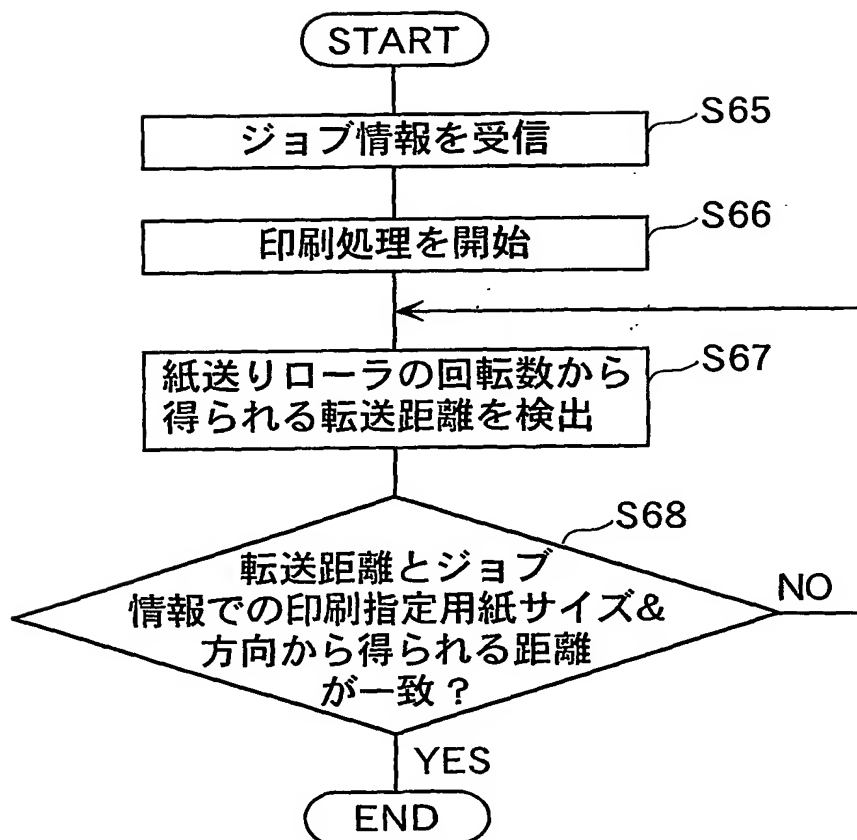 START
ジョブ情報を受信
S65
印刷処理を開始
S66
紙送りローラの回転数から
得られる転送距離を検出
S67
S68
転送距離とジョブ
情報での印刷指定用紙サイズ&
方向から得られる距離
が一致?
NO
YES
END